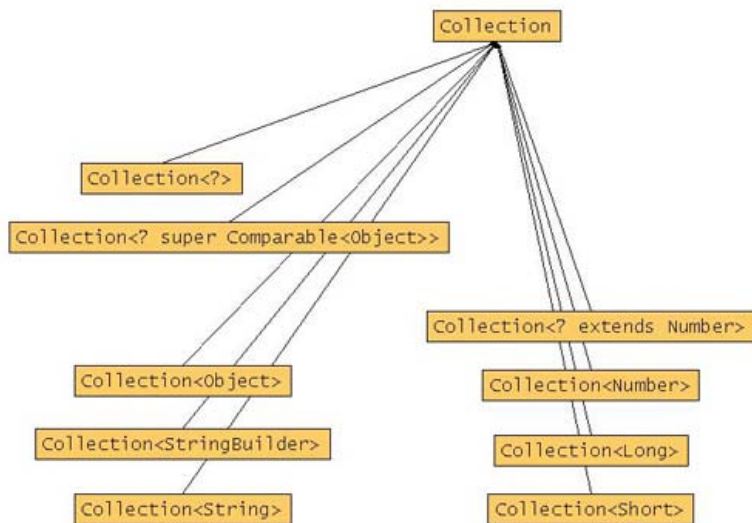 Collection
Collection<?>
Collection<? super Comparable<Object>>
Collection<? extends Number>
Collection<Object>
Collection<Number>
Collection<StringBuilder>
Collection<Long>
Collection<String>
Collection<Short>